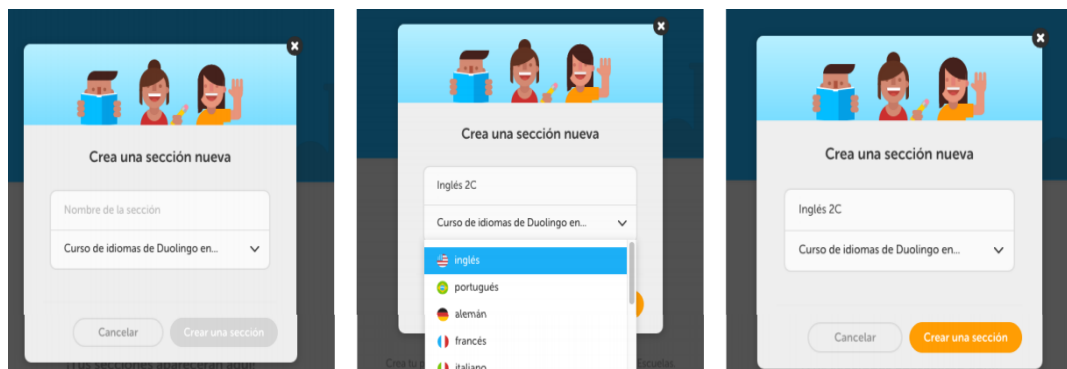 Crea una sección nueva
Nombre de la sección
Curso de idiomas de Duolingo en...
Cancelar
Crear una sección
¡Tus secciones aparecerán aquí!
Crea una sección nueva
Inglés 2C
Curso de idiomas de Duolingo en...
inglés
portugués
alemán
francés
italiano
Crea tu
Escuelas
Crea una sección nueva
Inglés 2C
Curso de idiomas de Duolingo en...
Cancelar
Crear una sección